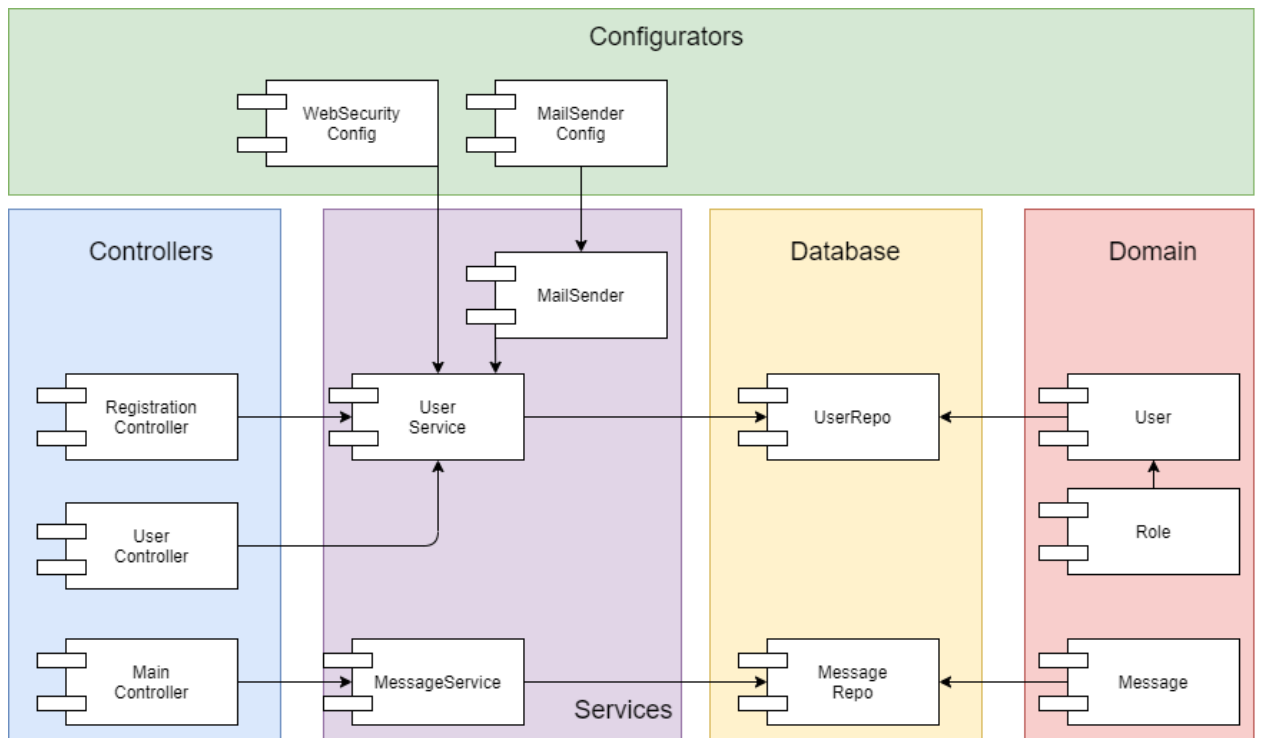 Configurators
WebSecurity
Config
MailSender
Config
Controllers
Database
Domain
MailSender
Registration
Controller
User
Service
UserRepo
User
User
Controller
Role
Main
Controller
MessageService
Message
Repo
Message
Services